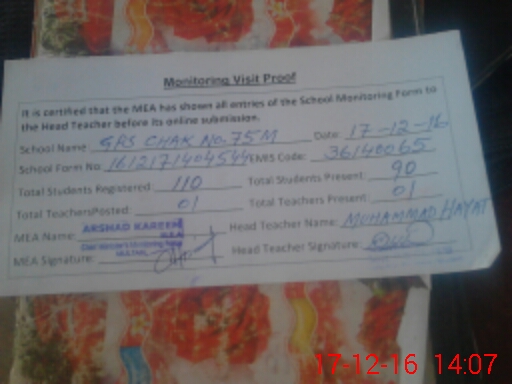 Monitoring Visit Proof
It is certified that the MEA has shown all entries of the School Monitoring Form to
the Head Teacher before its online submission.
School Name: GPS CHAK No. 75M Date: 17-12-16
School Form No: 1612171404544 EMIS Code: 36140065
Total Students Registered: 110 Total Students Present: 90
Total TeachersPosted: 01 Total Teachers Present: 01
MEA Name: ARSHAD KAREEM Head Teacher Name: MUHAMMAD HAYAT
MEA Signature: Head Teacher Signature:
17-12-16 14:07